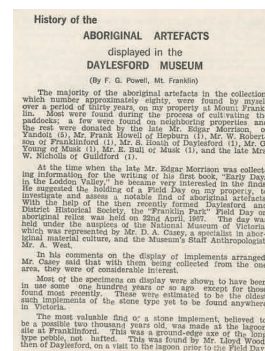 History of the
ABORIGINAL ARTEFACTS
displayed in the
DAYLESFORD MUSEUM
(By F. G. Powell, Mt. Franklin)
The majority of the aboriginal artefacts in the collection
which number approximately, eighty, were found by myself
over a period of thirty years, on my property at Mount Frank-
lin. Most were found during the process of cultivating the
paddocks; a few were found on neighboring properties and
the rest were donated by the late Mr. Edgar Morrison, of
Yandoit (5), Mr. Frank Howell of Hepburn (1), Mr. W. Robert-
son of Franklinford (1), Mr. S. Hoath of Daylesford (1), Mr. G.
Young of Musk (1), Mr. E. Bull of Musk (1), and the late Mrs.
W. Nicholls of Guildford (1).
At the time when the late Mr. Edgar Morrison was collect-
ing information, for the writing of his first book, "Early Days
in the Loddon Valley," he became very interested in the finds.
He suggested the holding of a Field Day on my property, to
investigate and assess a notable find of aboriginal artefacts.
With the help of the then recently formed Daylesford and
District Historical Society, the "Franklin Park" Field Day on
aboriginal relics was held on 22nd April, 1967. The day was
held under the auspices of the National Museum of Victoria,
which was represented by Mr. D. A. Casey, a specialist in abor-
iginal material culture, and the Museum's Staff Anthropologist,
Mr. A. West.
In his comments on the display of implements arranged,
Mr. Casey said that with them being collected from the one
area, they were of considerable interest.
Most of the specimens on display were shown to have been
in use some one hundred years or so ago, except for those
found most recently. These were estimated to be the oldest
such implements of the stone type yet to be found anywhere
in Victoria.
The most valuable find of a stone implement, believed to
be a possible two thousand years old, was made at the lagoon
site at Franklinford. This was a ground-edge axe of the long
type pebble, not hafted. This was found by Mr. Lloyd Wood,
then of Daylesford, on a visit to the lagoon prior to the Field Day